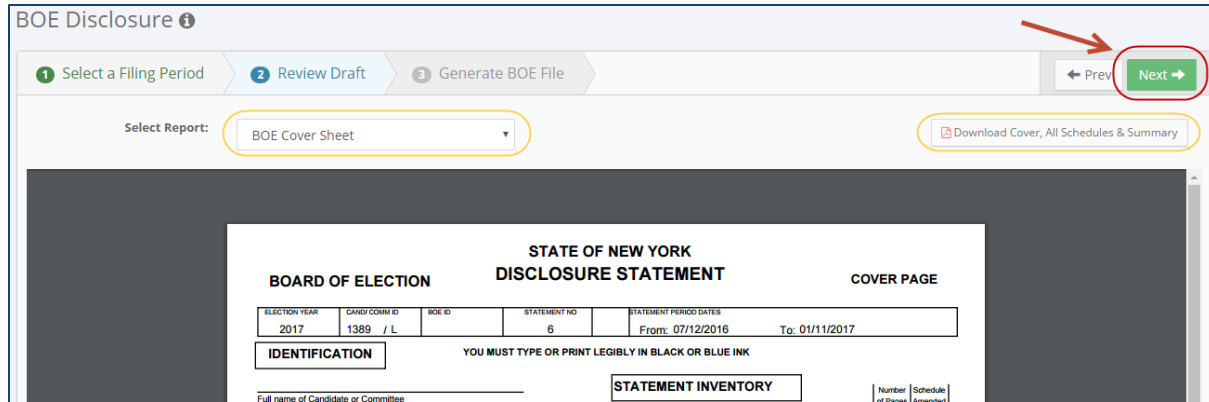 BOE Disclosure
1 Select a Filing Period 2 Review Draft 3 Generate BOE File Prev Next
Select Report: BOE Cover Sheet Download Cover, All Schedules & Summary
STATE OF NEW YORK
BOARD OF ELECTION DISCLOSURE STATEMENT COVER PAGE
ELECTION YEAR CAND/ COMM ID BOE ID STATEMENT NO STATEMENT PERIOD DATES
2017 1389 / L 6 From: 07/12/2016 To: 01/11/2017
IDENTIFICATION YOU MUST TYPE OR PRINT LEGIBLY IN BLACK OR BLUE INK
STATEMENT INVENTORY Number Schedule
Full name of Candidate or Committee of Pages Amended